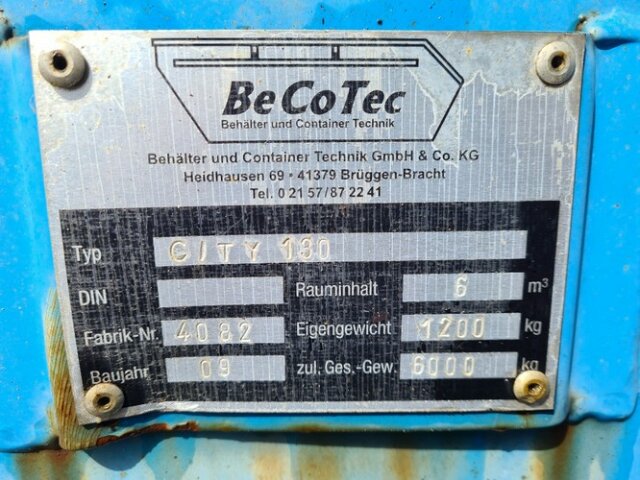 BeCoTec
Behälter und Container Technik
Behälter und Container Technik GmbH & Co. KG
Heidhausen 69 • 41379 Brüggen-Bracht
Tel. 0 21 57/87 22 41
Typ CITY 180
DIN Rauminhalt 6 m³
Fabrik-Nr. 4082 Eigengewicht 1200 kg
Baujahr 09 zul. Ges.-Gew. 6000 kg